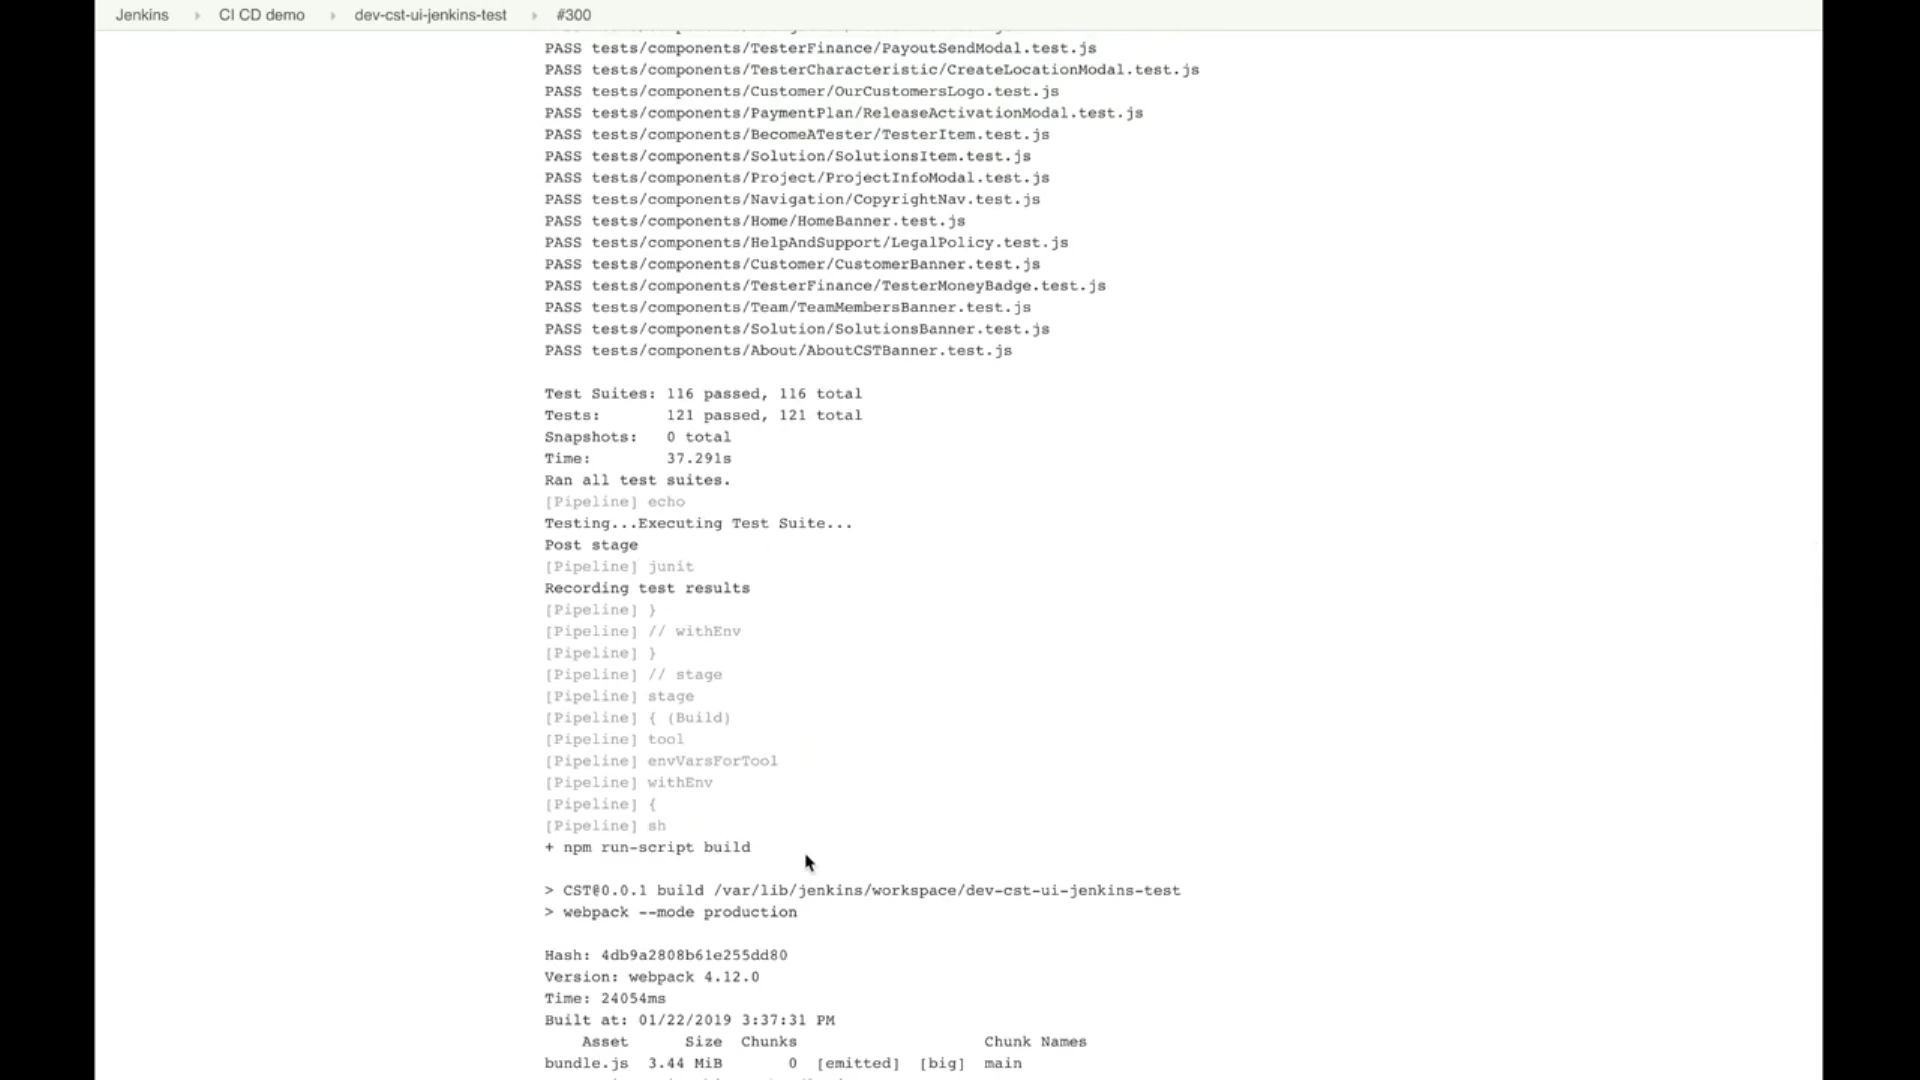 Jenkins › CI CD demo › dev-cst-ui-jenkins-test › #300
PASS tests/components/TesterFinance/PayoutSendModal.test.js
PASS tests/components/TesterCharacteristic/CreateLocationModal.test.js
PASS tests/components/Customer/OurCustomersLogo.test.js
PASS tests/components/PaymentPlan/ReleaseActivationModal.test.js
PASS tests/components/BecomeATester/TesterItem.test.js
PASS tests/components/Solution/SolutionsItem.test.js
PASS tests/components/Project/ProjectInfoModal.test.js
PASS tests/components/Navigation/CopyrightNav.test.js
PASS tests/components/Home/HomeBanner.test.js
PASS tests/components/HelpAndSupport/LegalPolicy.test.js
PASS tests/components/Customer/CustomerBanner.test.js
PASS tests/components/TesterFinance/TesterMoneyBadge.test.js
PASS tests/components/Team/TeamMembersBanner.test.js
PASS tests/components/Solution/SolutionsBanner.test.js
PASS tests/components/About/AboutCSTBanner.test.js
Test Suites: 116 passed, 116 total
Tests:       121 passed, 121 total
Snapshots:   0 total
Time:        37.291s
Ran all test suites.
[Pipeline] echo
Testing...Executing Test Suite...
Post stage
[Pipeline] junit
Recording test results
[Pipeline] }
[Pipeline] // withEnv
[Pipeline] }
[Pipeline] // stage
[Pipeline] stage
[Pipeline] { (Build)
[Pipeline] tool
[Pipeline] envVarsForTool
[Pipeline] withEnv
[Pipeline] {
[Pipeline] sh
+ npm run-script build
> CST@0.0.1 build /var/lib/jenkins/workspace/dev-cst-ui-jenkins-test
> webpack --mode production
Hash: 4db9a2808b61e255dd80
Version: webpack 4.12.0
Time: 24054ms
Built at: 01/22/2019 3:37:31 PM
Asset Size Chunks Chunk Names
bundle.js 3.44 MiB 0 [emitted] [big] main